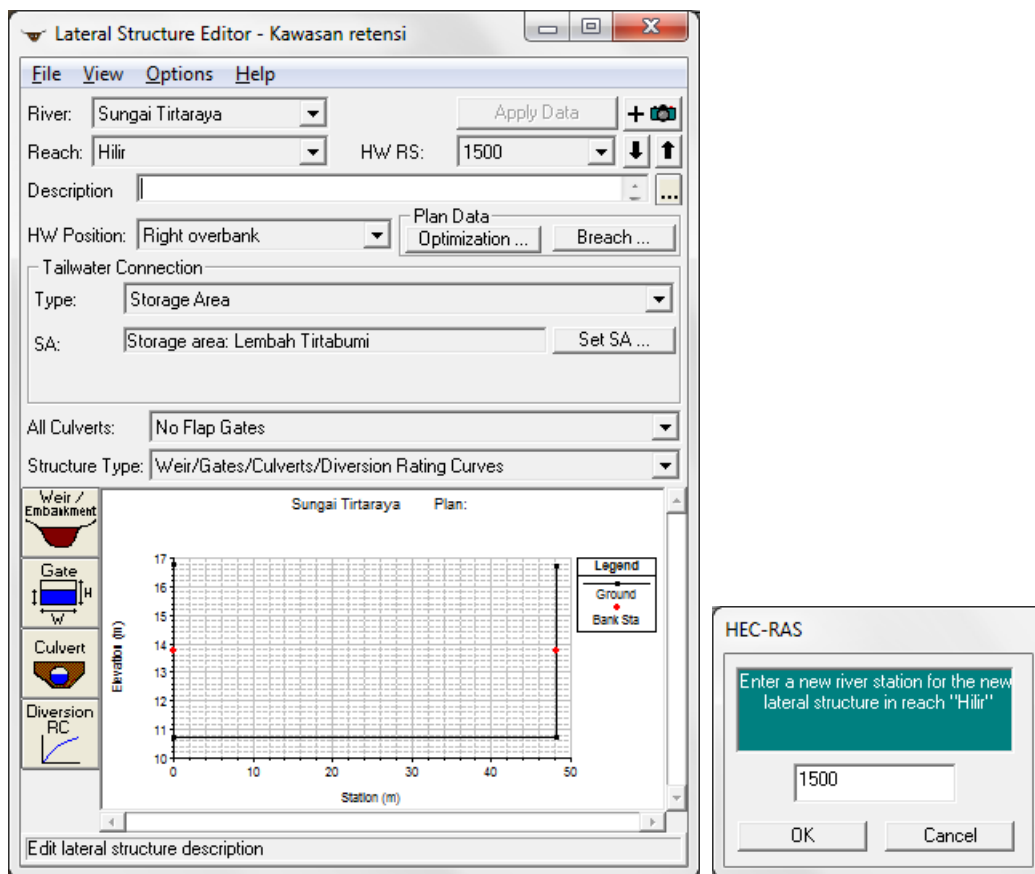 Lateral Structure Editor - Kawasan retensi
File View Options Help
River: Sungai Tirtaraya Apply Data +
Reach: Hilir HW RS: 1500
Description ...
HW Position: Right overbank Plan Data Optimization ... Breach ...
Tailwater Connection
Type: Storage Area
SA: Storage area: Lembah Tirtabumi Set SA ...
All Culverts: No Flap Gates
Structure Type: Weir/Gates/Culverts/Diversion Rating Curves
Weir /
Embankment
Gate
H
W
Culvert
Diversion
RC
Sungai Tirtaraya Plan:
17
16
15
14
13
12
11
10
Elevation (m)
0 10 20 30 40 50
Station (m)
Legend
Ground
Bank Sta
Edit lateral structure description
HEC-RAS
Enter a new river station for the new
lateral structure in reach "Hilir"
1500
OK Cancel